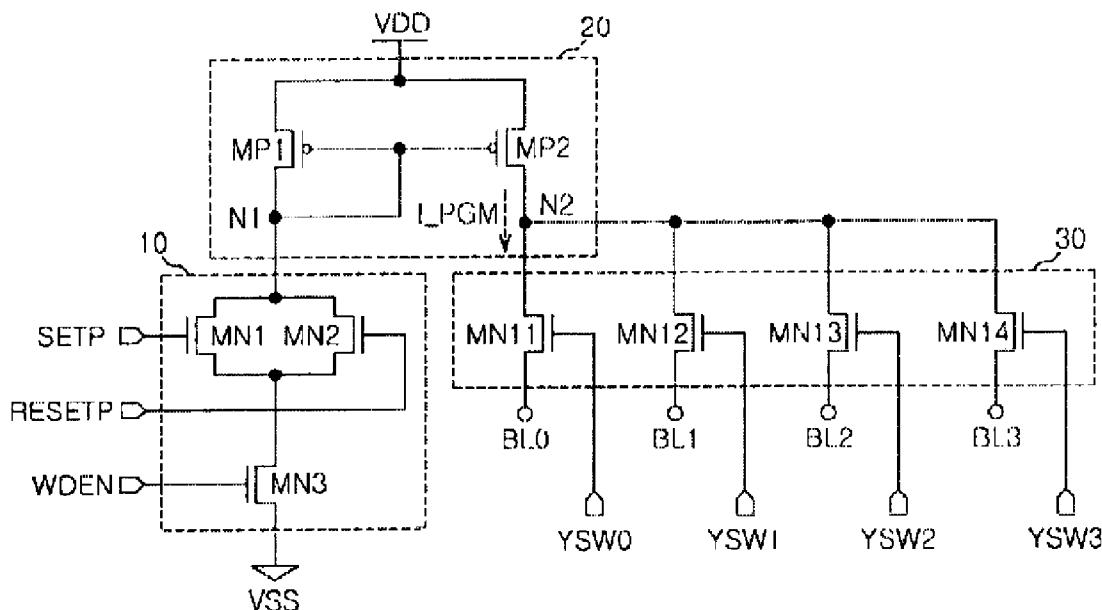 VDD
20
MP1
MP2
N1
I_PGM
N2
10
30
SETP
MN1
MN2
MN11
MN12
MN13
MN14
RESETP
BL0
BL1
BL2
BL3
WDEN
MN3
YSW0
YSW1
YSW2
YSW3
VSS